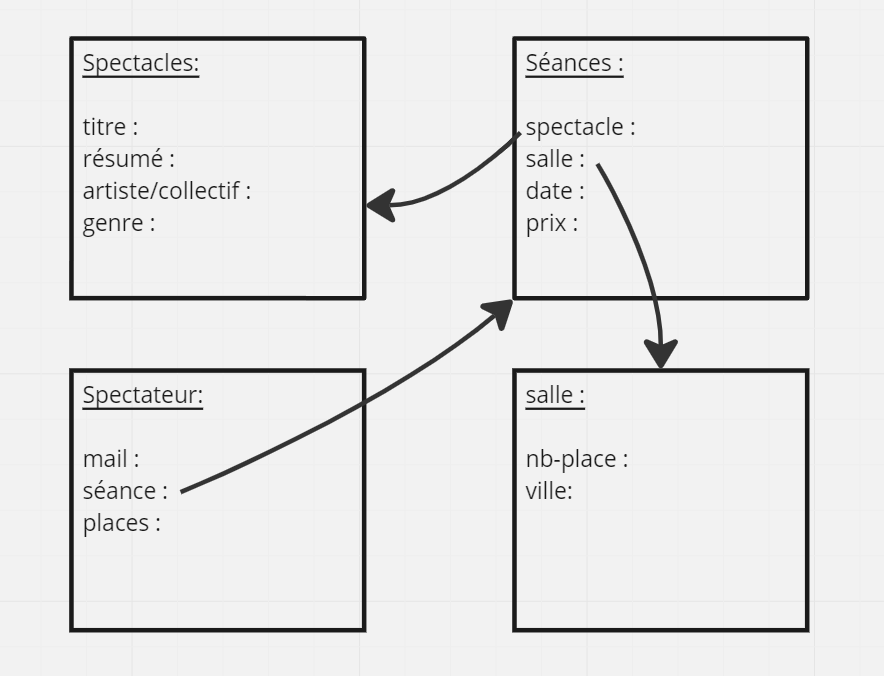 Spectacles:
titre :
résumé :
artiste/collectif :
genre :
Séances :
spectacle :
salle :
date :
prix :
Spectateur:
mail :
séance :
places :
salle :
nb-place :
ville: